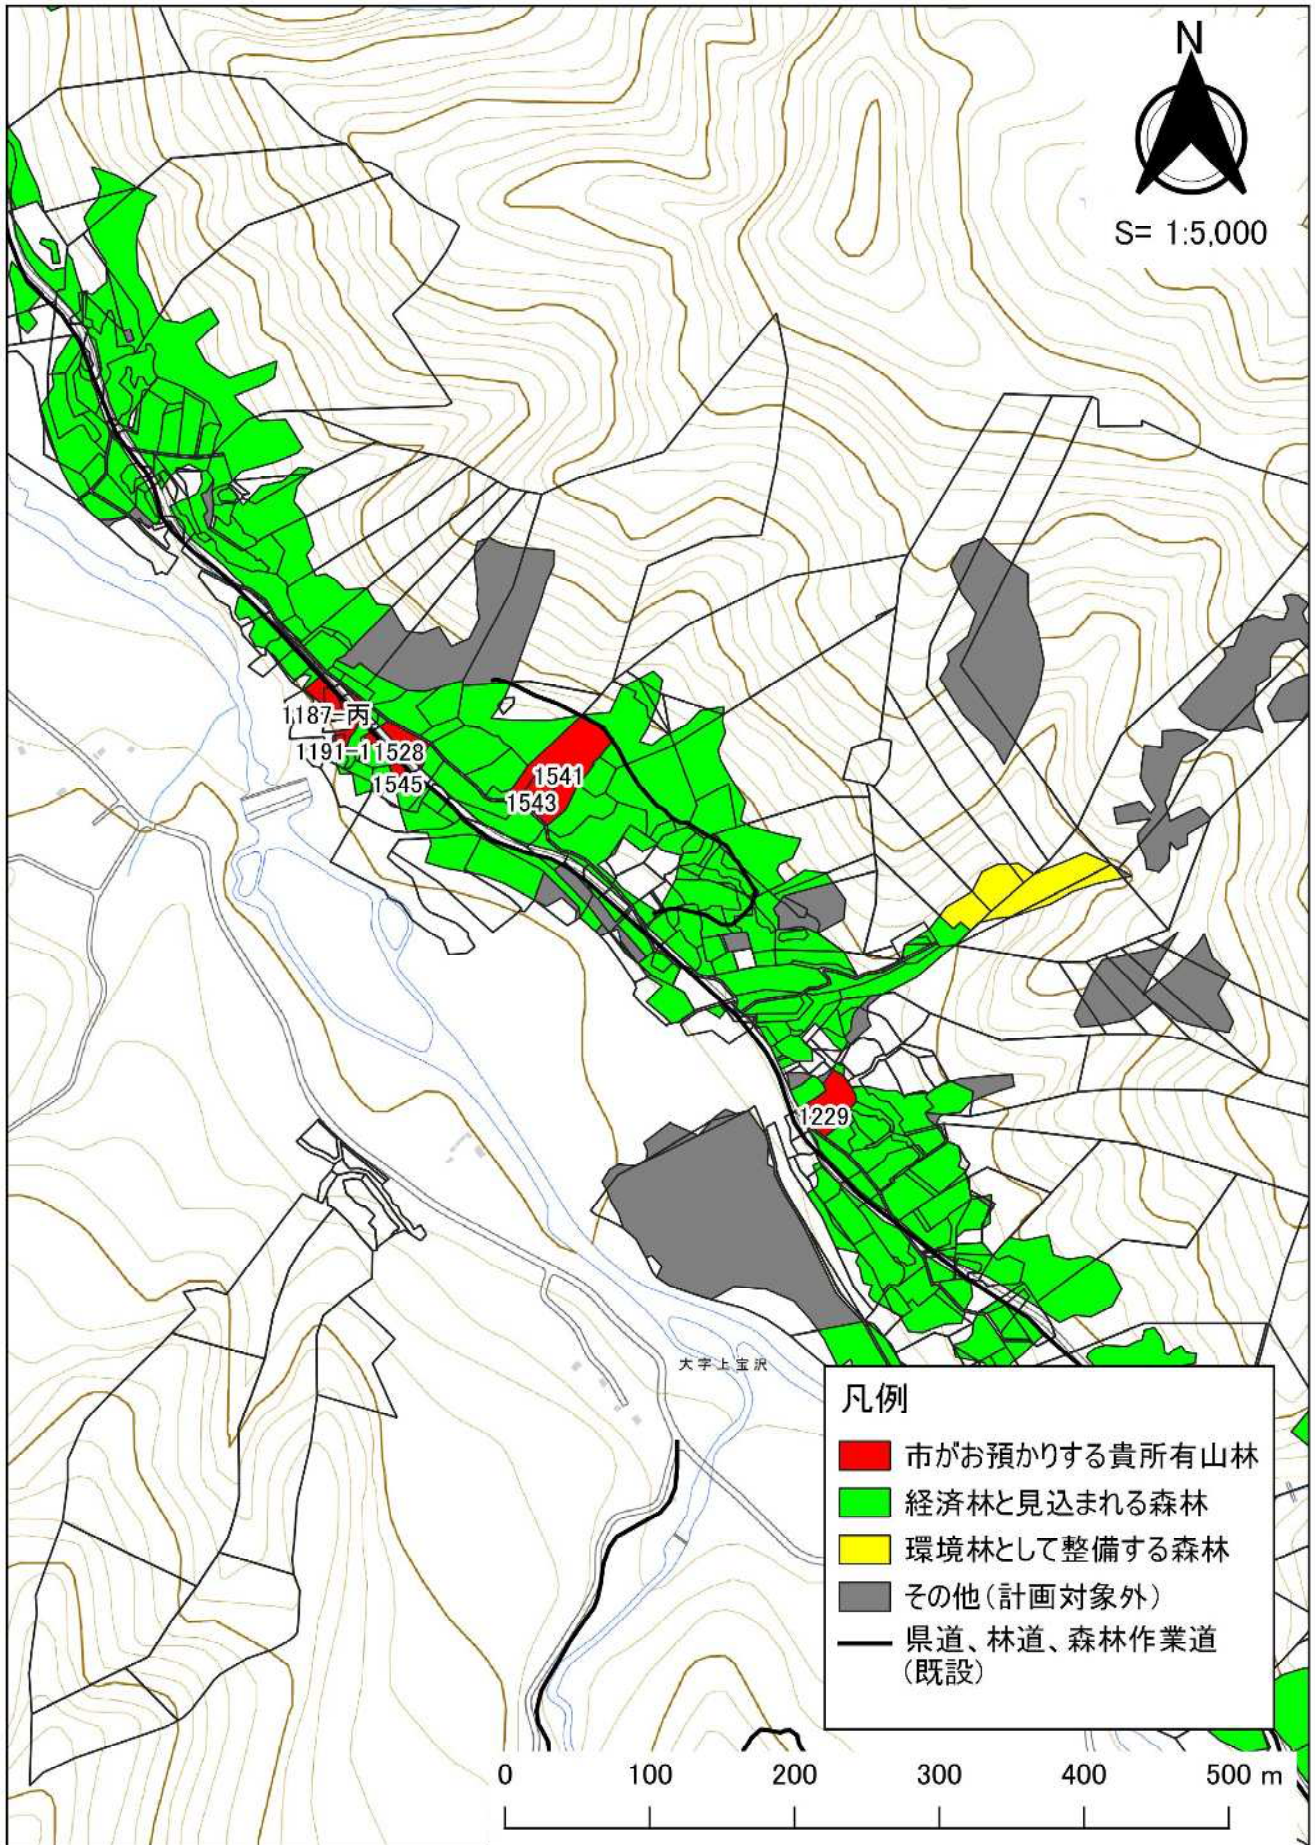 N
S= 1:5,000
1187-丙
1191-11528
1545
1541
1543
1229
大字上宝沢
凡例
市がお預かりする貴所有山林
経済林と見込まれる森林
環境林として整備する森林
その他(計画対象外)
県道、林道、森林作業道
(既設)
0 100 200 300 400 500 m